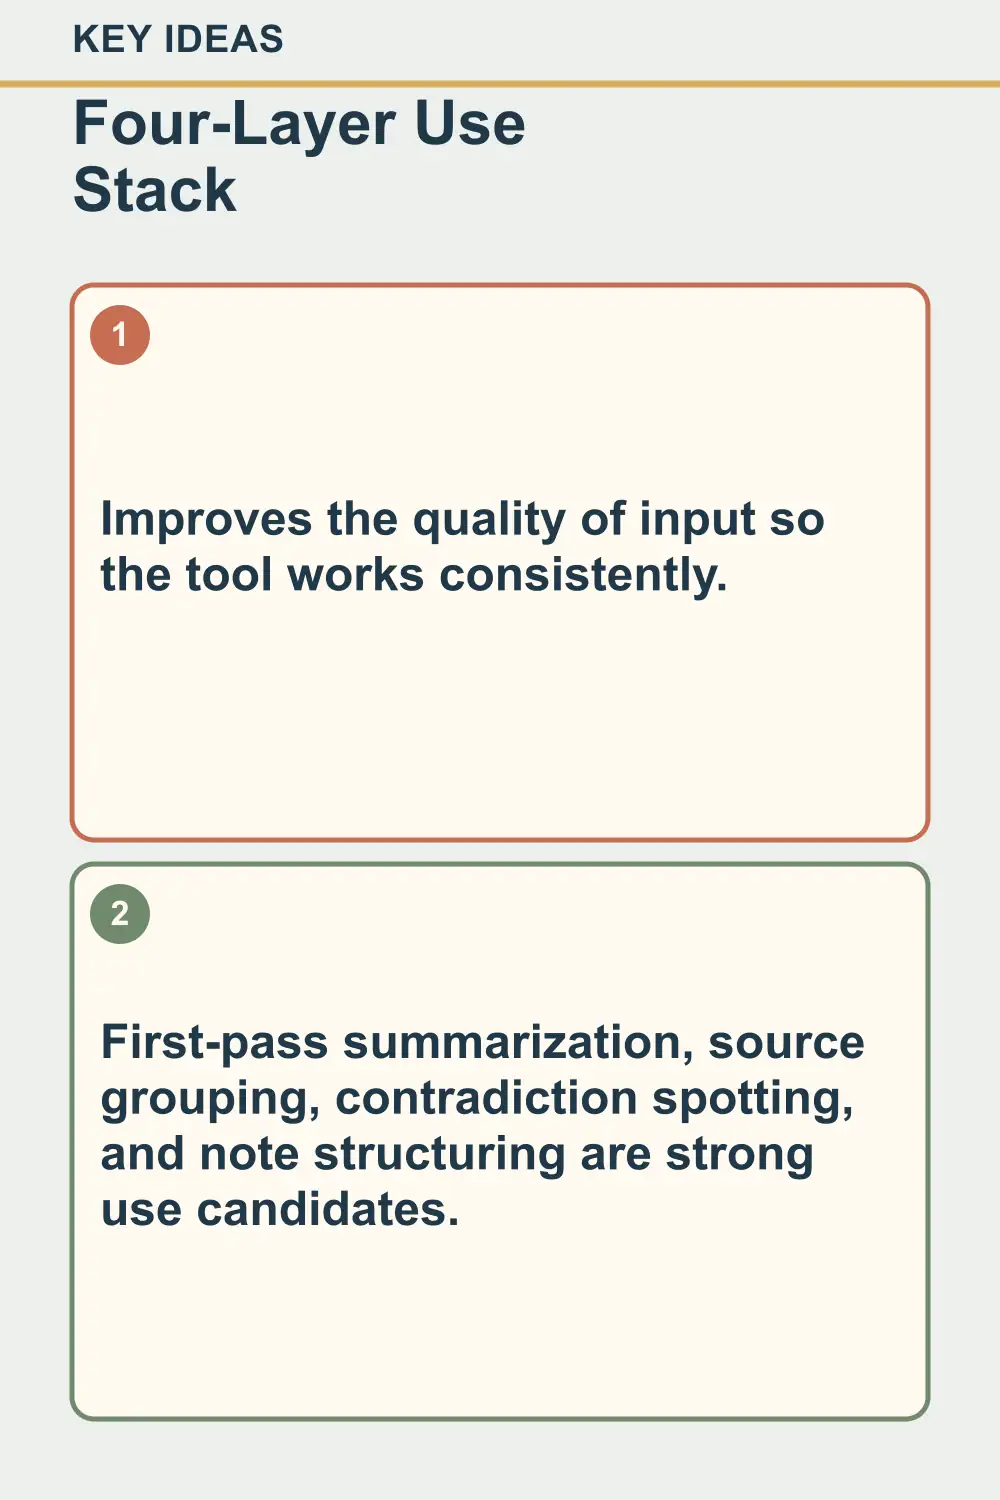 KEY IDEAS
Four-Layer Use
Stack
1
Improves the quality of input so
the tool works consistently.
2
First-pass summarization, source
grouping, contradiction spotting,
and note structuring are strong
use candidates.